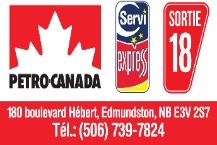 PETRO-CANADA
Servi
express
SORTIE
18
180 boulevard Hébert, Edmundston, NB E3V 2S7
Tél.: (506) 739-7824